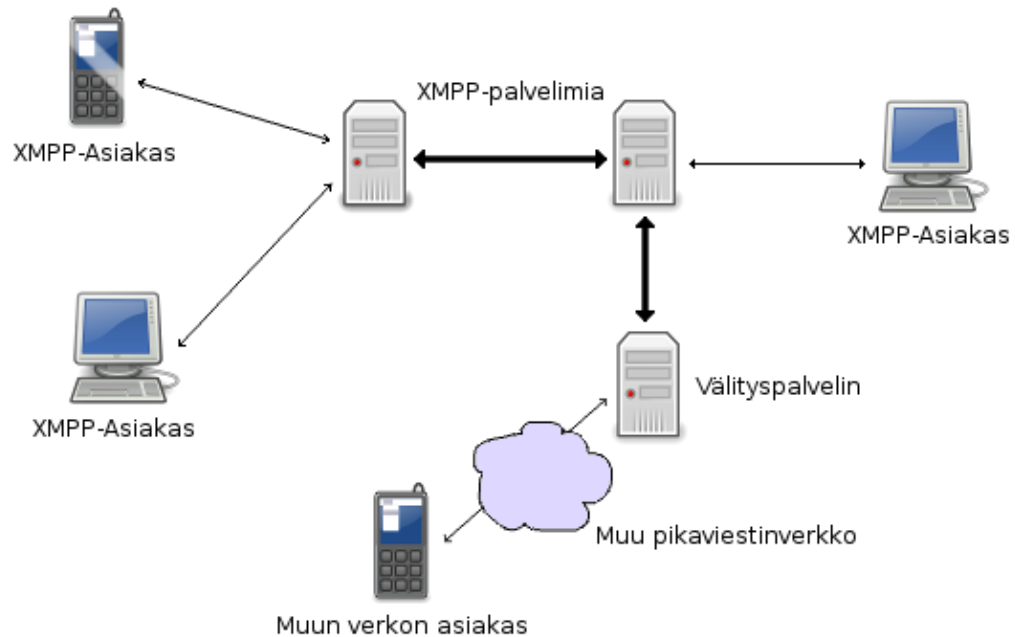 XMPP-palvelimia
XMPP-Asiakas
XMPP-Asiakas
Välityspalvelin
XMPP-Asiakas
Muu pikaviestinverkko
Muun verkon asiakas